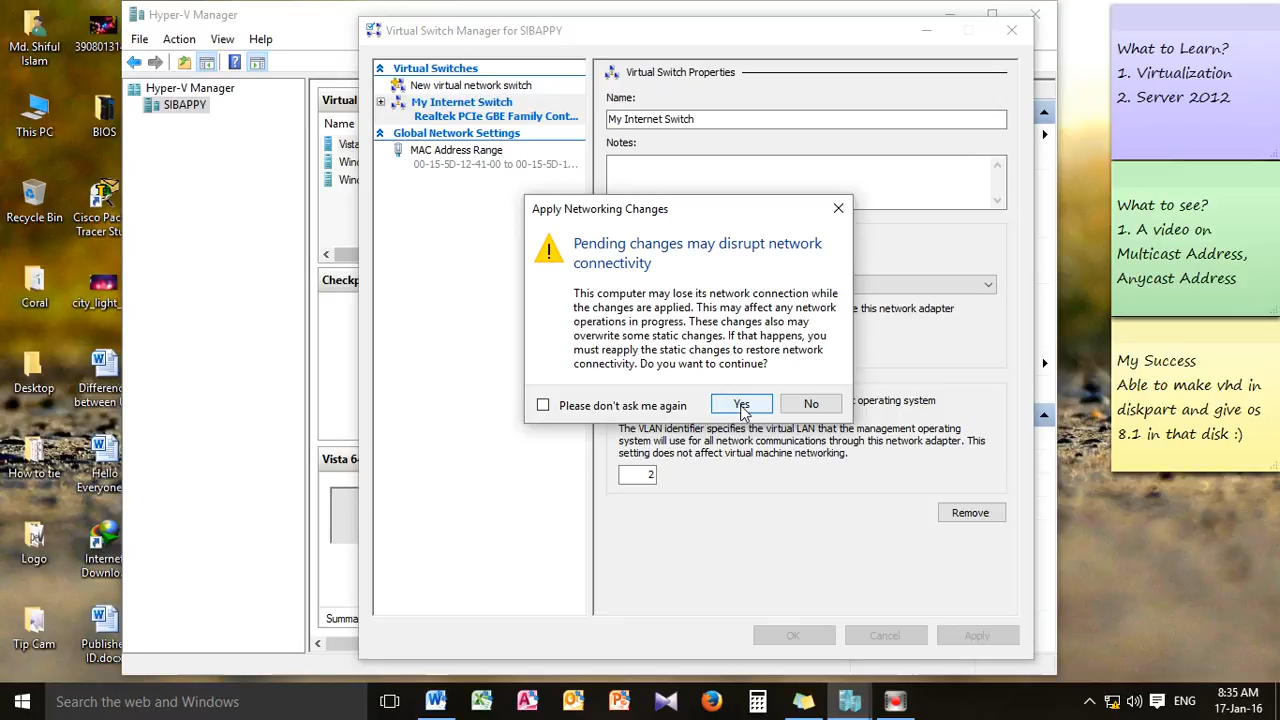 Md. Shiful
Islam
39080131
This PC
BIOS
Recycle Bin
Cisco Pac
Tracer Stu
Coral
city_light_
Desktop
Differenc
between U
How to tie
Hello
Everyone
Logo
Internet
Downlo...
Tip Cam
Publishe
ID.docx
Hyper-V Manager
File
Action
View
Help
Hyper-V Manager
SIBAPPY
Virtual
Name
Vista
Wind
Wind
Checkp
Vista 64
Summa
Virtual Switch Manager for SIBAPPY
Virtual Switches
New virtual network switch
My Internet Switch
Realtek PCIe GBE Family Cont...
Global Network Settings
MAC Address Range
00-15-5D-12-41-00 to 00-15-5D-1...
Virtual Switch Properties
Name:
My Internet Switch
Notes:
e this network adapter
t operating system
The VLAN identifier specifies the virtual LAN that the management operating
system will use for all network communications through this network adapter. This
setting does not affect virtual machine networking.
2
Remove
OK
Cancel
Apply
Apply Networking Changes
Pending changes may disrupt network
connectivity
This computer may lose its network connection while
the changes are applied. This may affect any network
operations in progress. These changes also may
overwrite some static changes. If that happens, you
must reapply the static changes to restore network
connectivity. Do you want to continue?
Please don't ask me again
Yes
No
What to Learn?
1. Virtualization
2. Server 2012
What to see?
1. A video on
Multicast Address,
Anycast Address
My Success
Able to make vhd in
diskpart and give os
8.1 in that disk :)
Search the web and Windows
ENG
8:35 AM
17-Jan-16